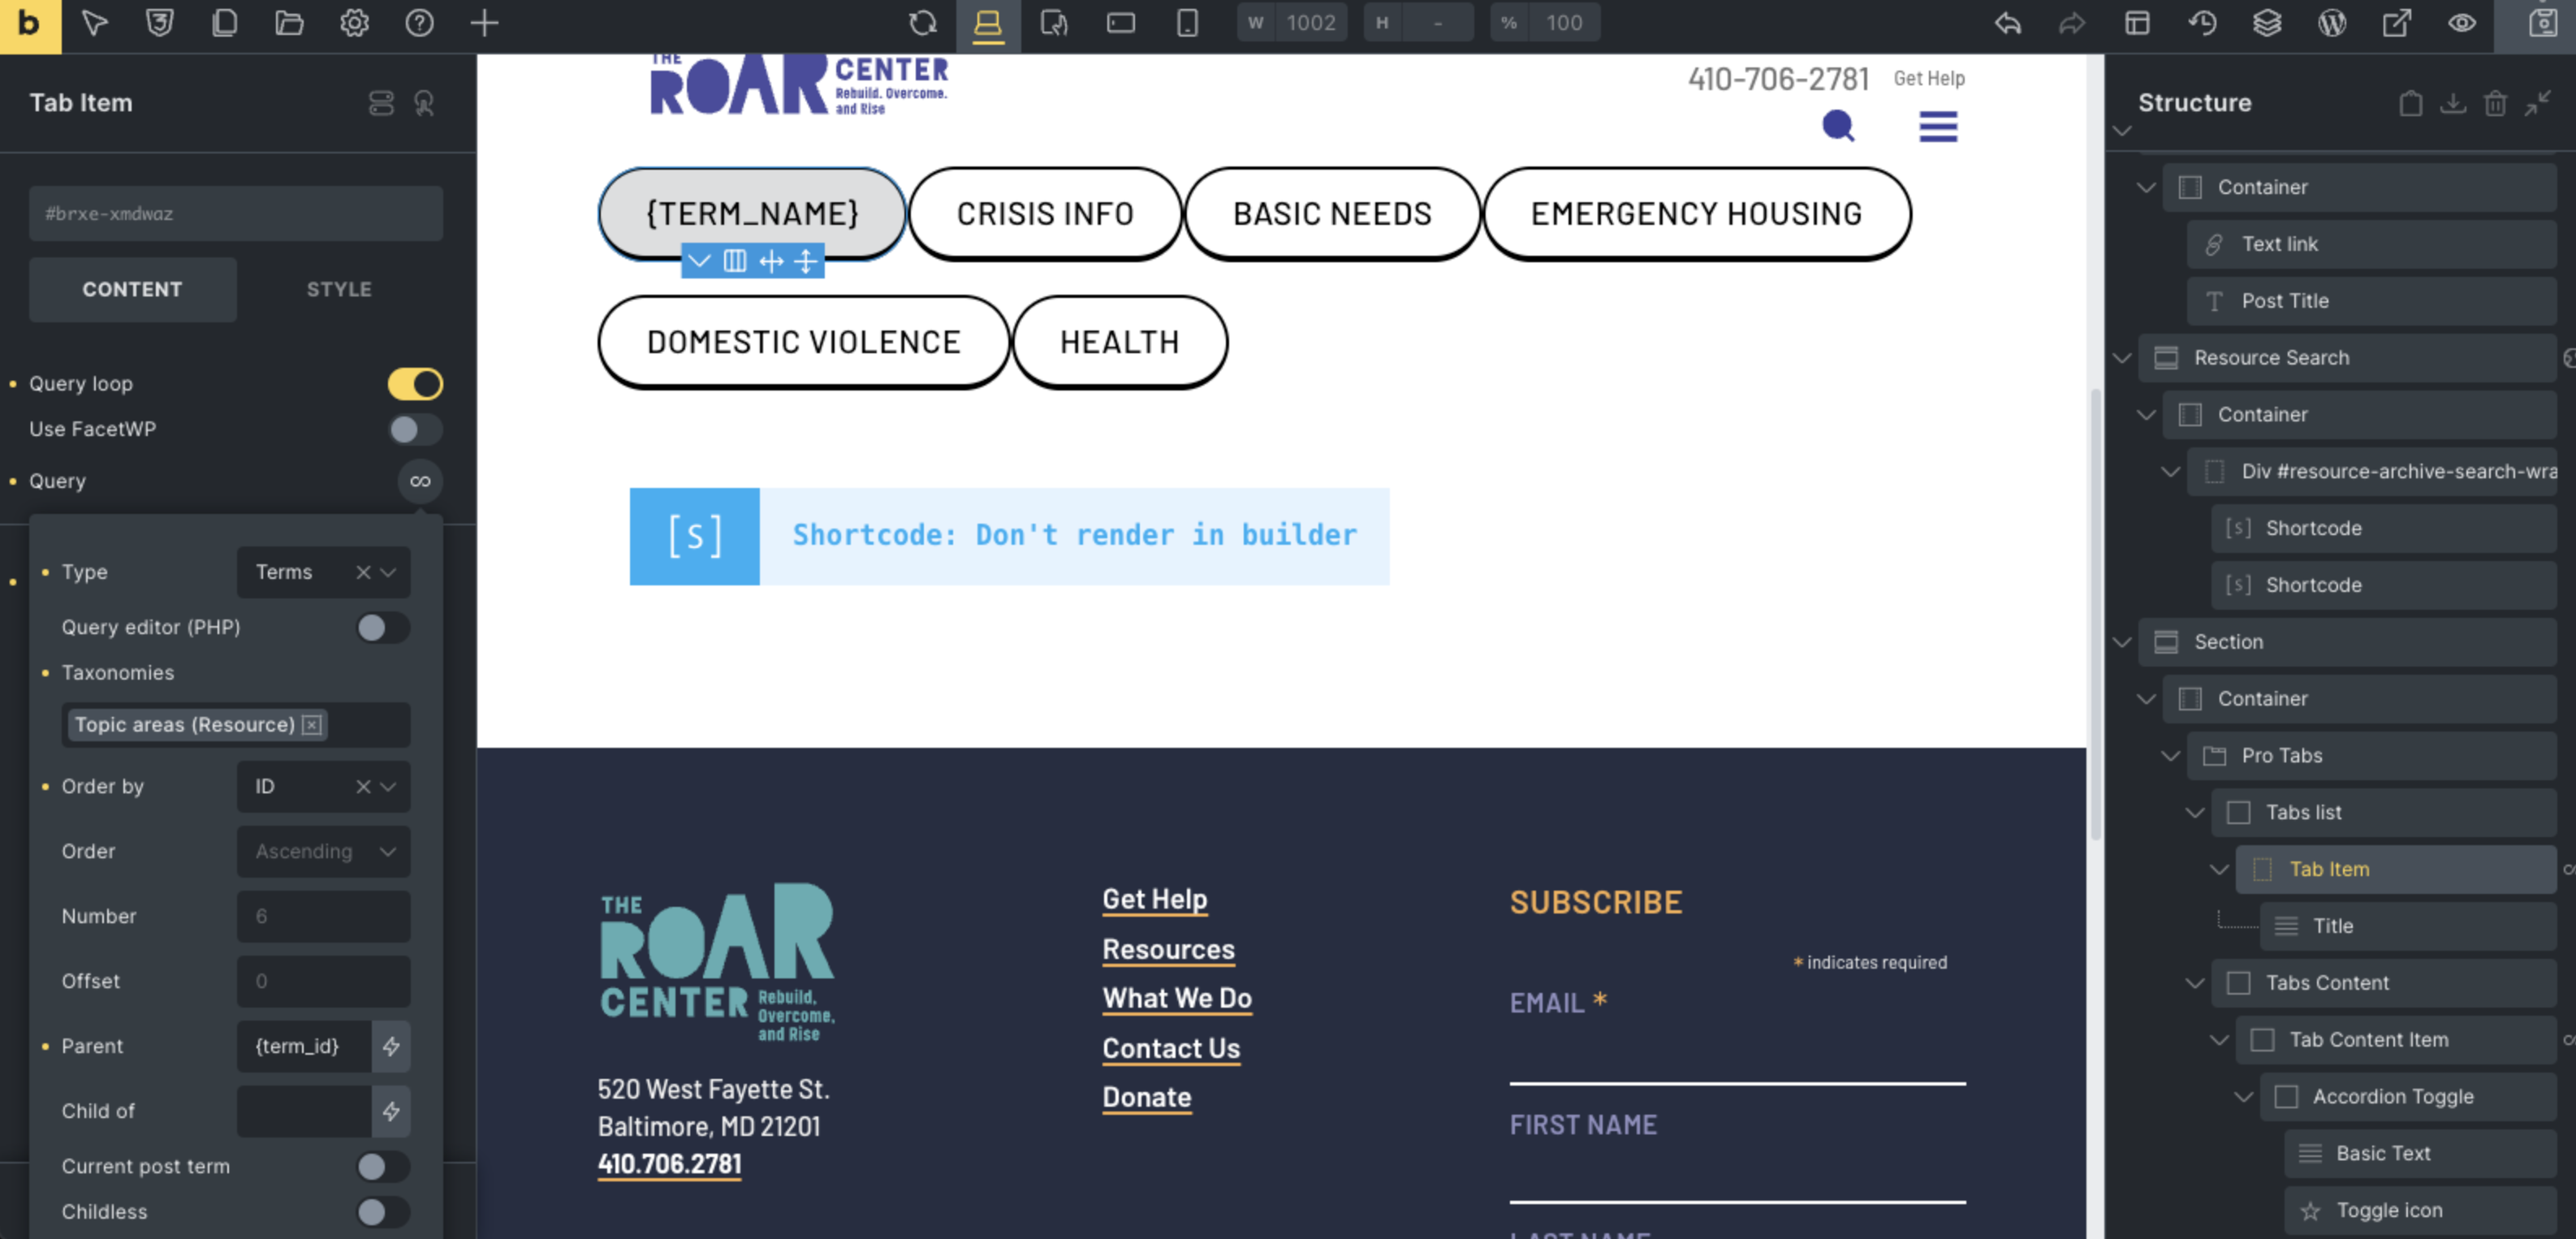 b
W 1002 H - % 100
Tab Item
#brxe-xmdwaz
CONTENT STYLE
Query loop
Use FacetWP
Query
Type Terms
Query editor (PHP)
Taxonomies
Topic areas (Resource)
Order by ID
Order Ascending
Number 6
Offset 0
Parent {term_id}
Child of
Current post term
Childless
THE
ROAR CENTER
Rebuild. Overcome.
and Rise
410-706-2781 Get Help
{TERM_NAME} CRISIS INFO BASIC NEEDS EMERGENCY HOUSING
DOMESTIC VIOLENCE HEALTH
[s] Shortcode: Don't render in builder
THE
ROAR
CENTER Rebuild,
Overcome,
and Rise
520 West Fayette St.
Baltimore, MD 21201
410.706.2781
Get Help
Resources
What We Do
Contact Us
Donate
SUBSCRIBE
* indicates required
EMAIL *
FIRST NAME
LAST NAME
Structure
Container
Text link
Post Title
Resource Search
Container
Div #resource-archive-search-wra
[s] Shortcode
[s] Shortcode
Section
Container
Pro Tabs
Tabs list
Tab Item
Title
Tabs Content
Tab Content Item
Accordion Toggle
Basic Text
Toggle icon